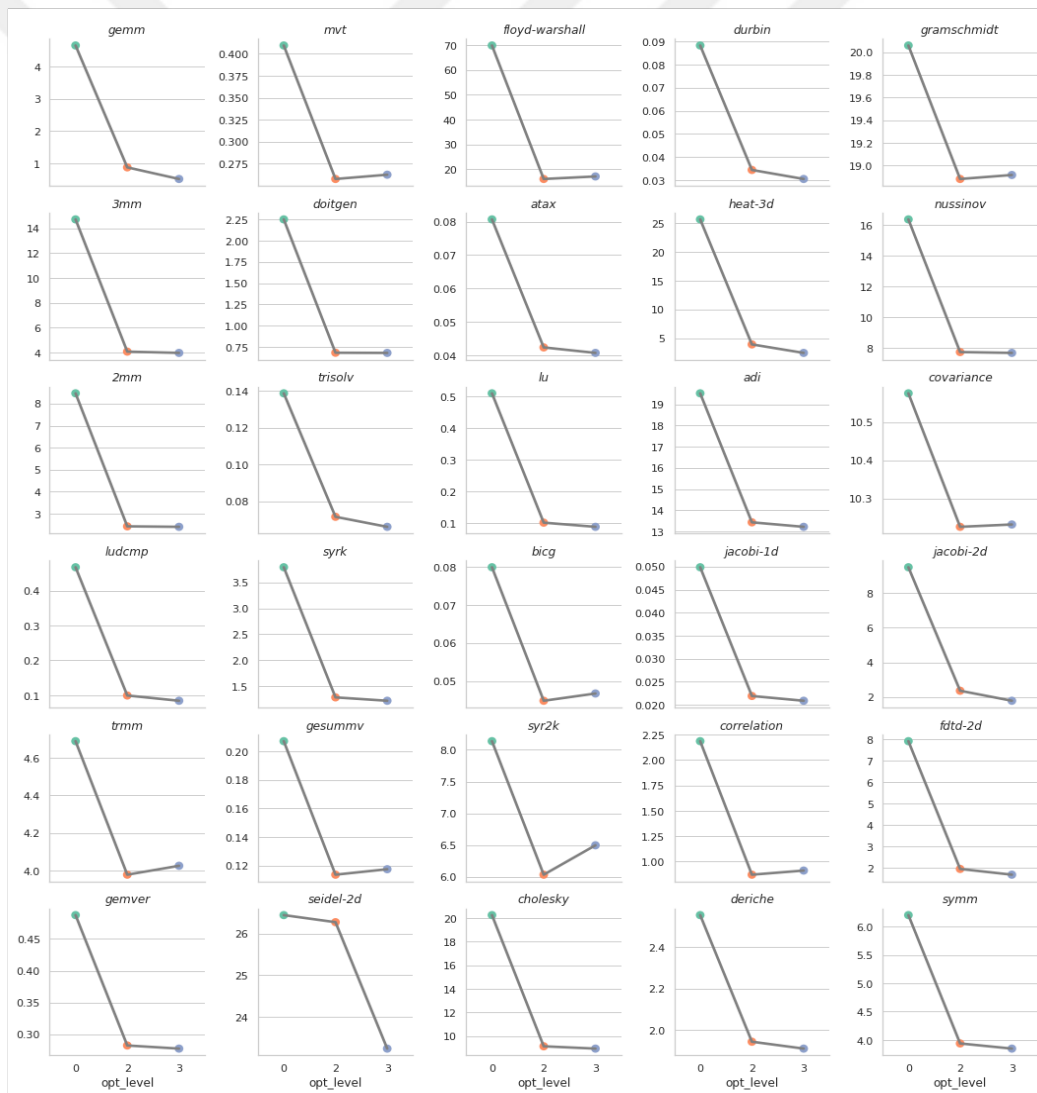 gemm mvt floyd-warshall durbin gramschmidt
4 3 2 1
0.400 0.375 0.350 0.325 0.300 0.275
70 60 50 40 30 20
0.09 0.08 0.07 0.06 0.05 0.04 0.03
20.0 19.8 19.6 19.4 19.2 19.0
3mm doitgen atax heat-3d nussinov
14 12 10 8 6 4
2.25 2.00 1.75 1.50 1.25 1.00 0.75
0.08 0.07 0.06 0.05 0.04
25 20 15 10 5
16 14 12 10 8
2mm trisolv lu adi covariance
8 7 6 5 4 3
0.14 0.12 0.10 0.08
0.5 0.4 0.3 0.2 0.1
19 18 17 16 15 14 13
10.5 10.4 10.3
ludcmp syrk bicg jacobi-1d jacobi-2d
0.4 0.3 0.2 0.1
3.5 3.0 2.5 2.0 1.5
0.08 0.07 0.06 0.05
0.050 0.045 0.040 0.035 0.030 0.025 0.020
8 6 4 2
trmm gesummv syr2k correlation fdtd-2d
4.6 4.4 4.2 4.0
0.20 0.18 0.16 0.14 0.12
8.0 7.5 7.0 6.5 6.0
2.25 2.00 1.75 1.50 1.25 1.00
8 7 6 5 4 3 2
gemver seidel-2d cholesky deriche symm
0.45 0.40 0.35 0.30
26 25 24
20 18 16 14 12 10
2.4 2.2 2.0
6.0 5.5 5.0 4.5 4.0
0 2 3 0 2 3 0 2 3 0 2 3 0 2 3
opt_level opt_level opt_level opt_level opt_level